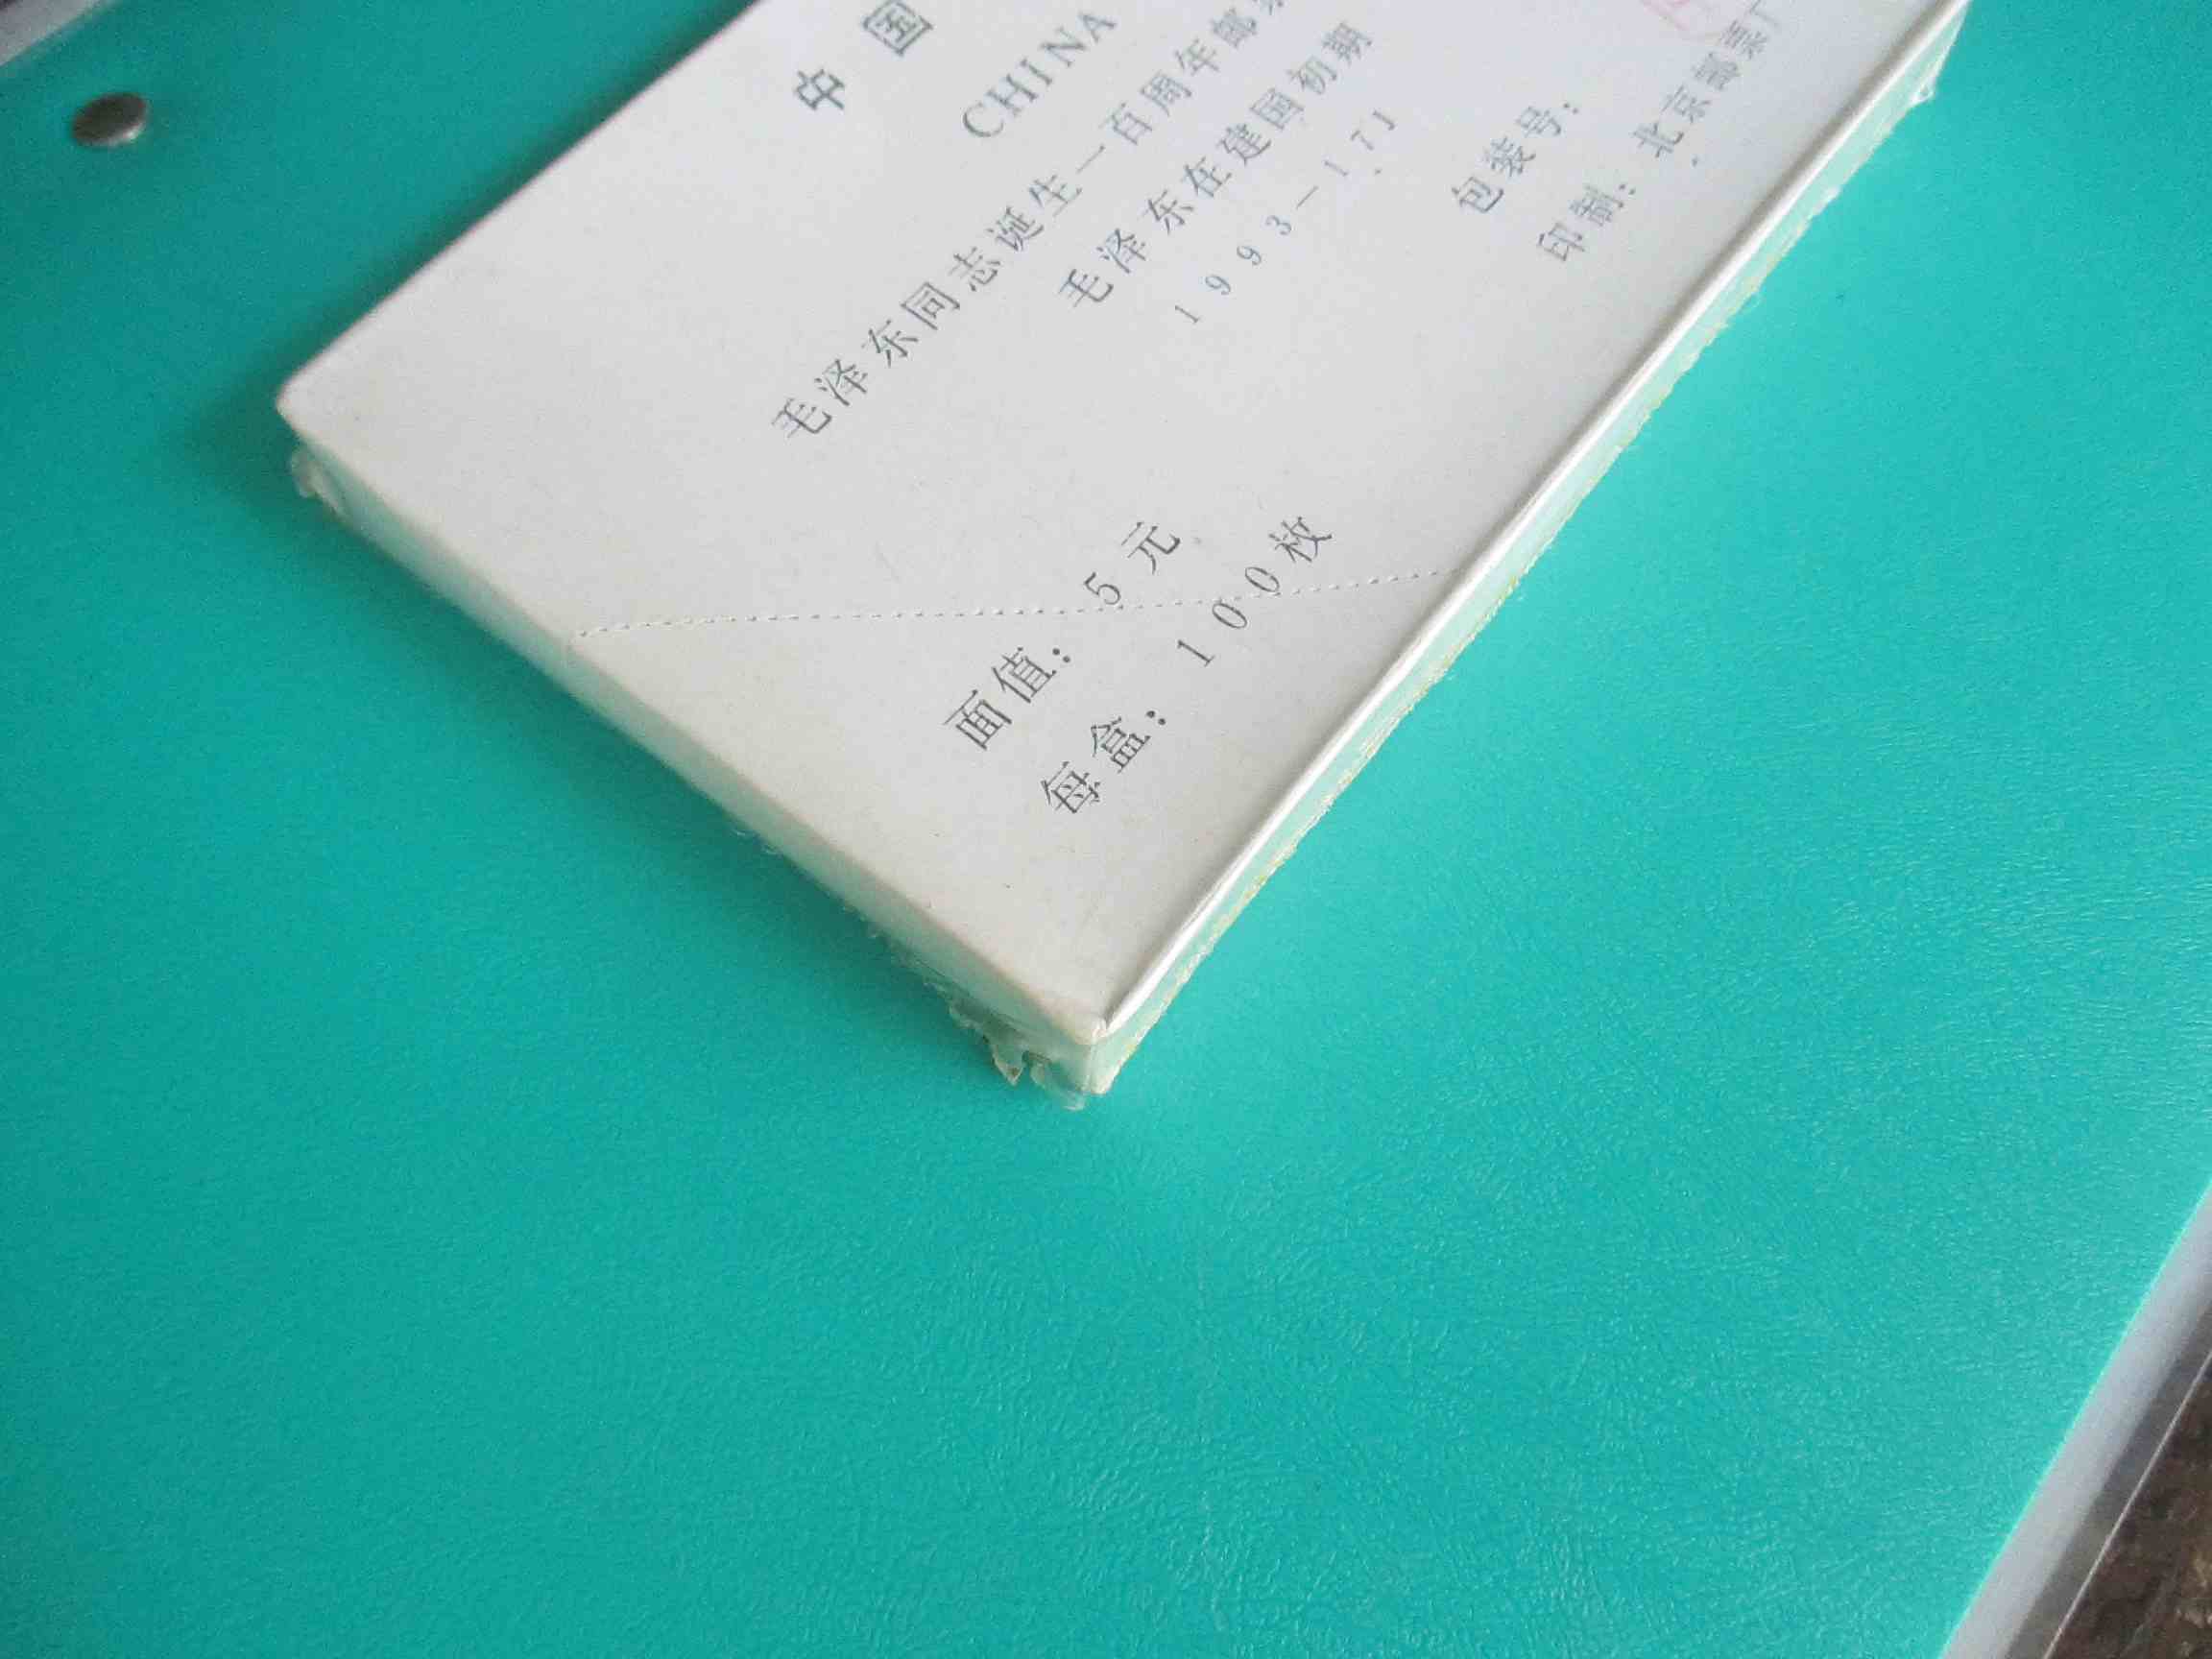 中国
CHINA
毛泽东同志诞生一百周年邮票
毛泽东在建国初期
1993-17J
面值: 5元
每盒: 100枚
包装号:
印制: 北京邮票厂